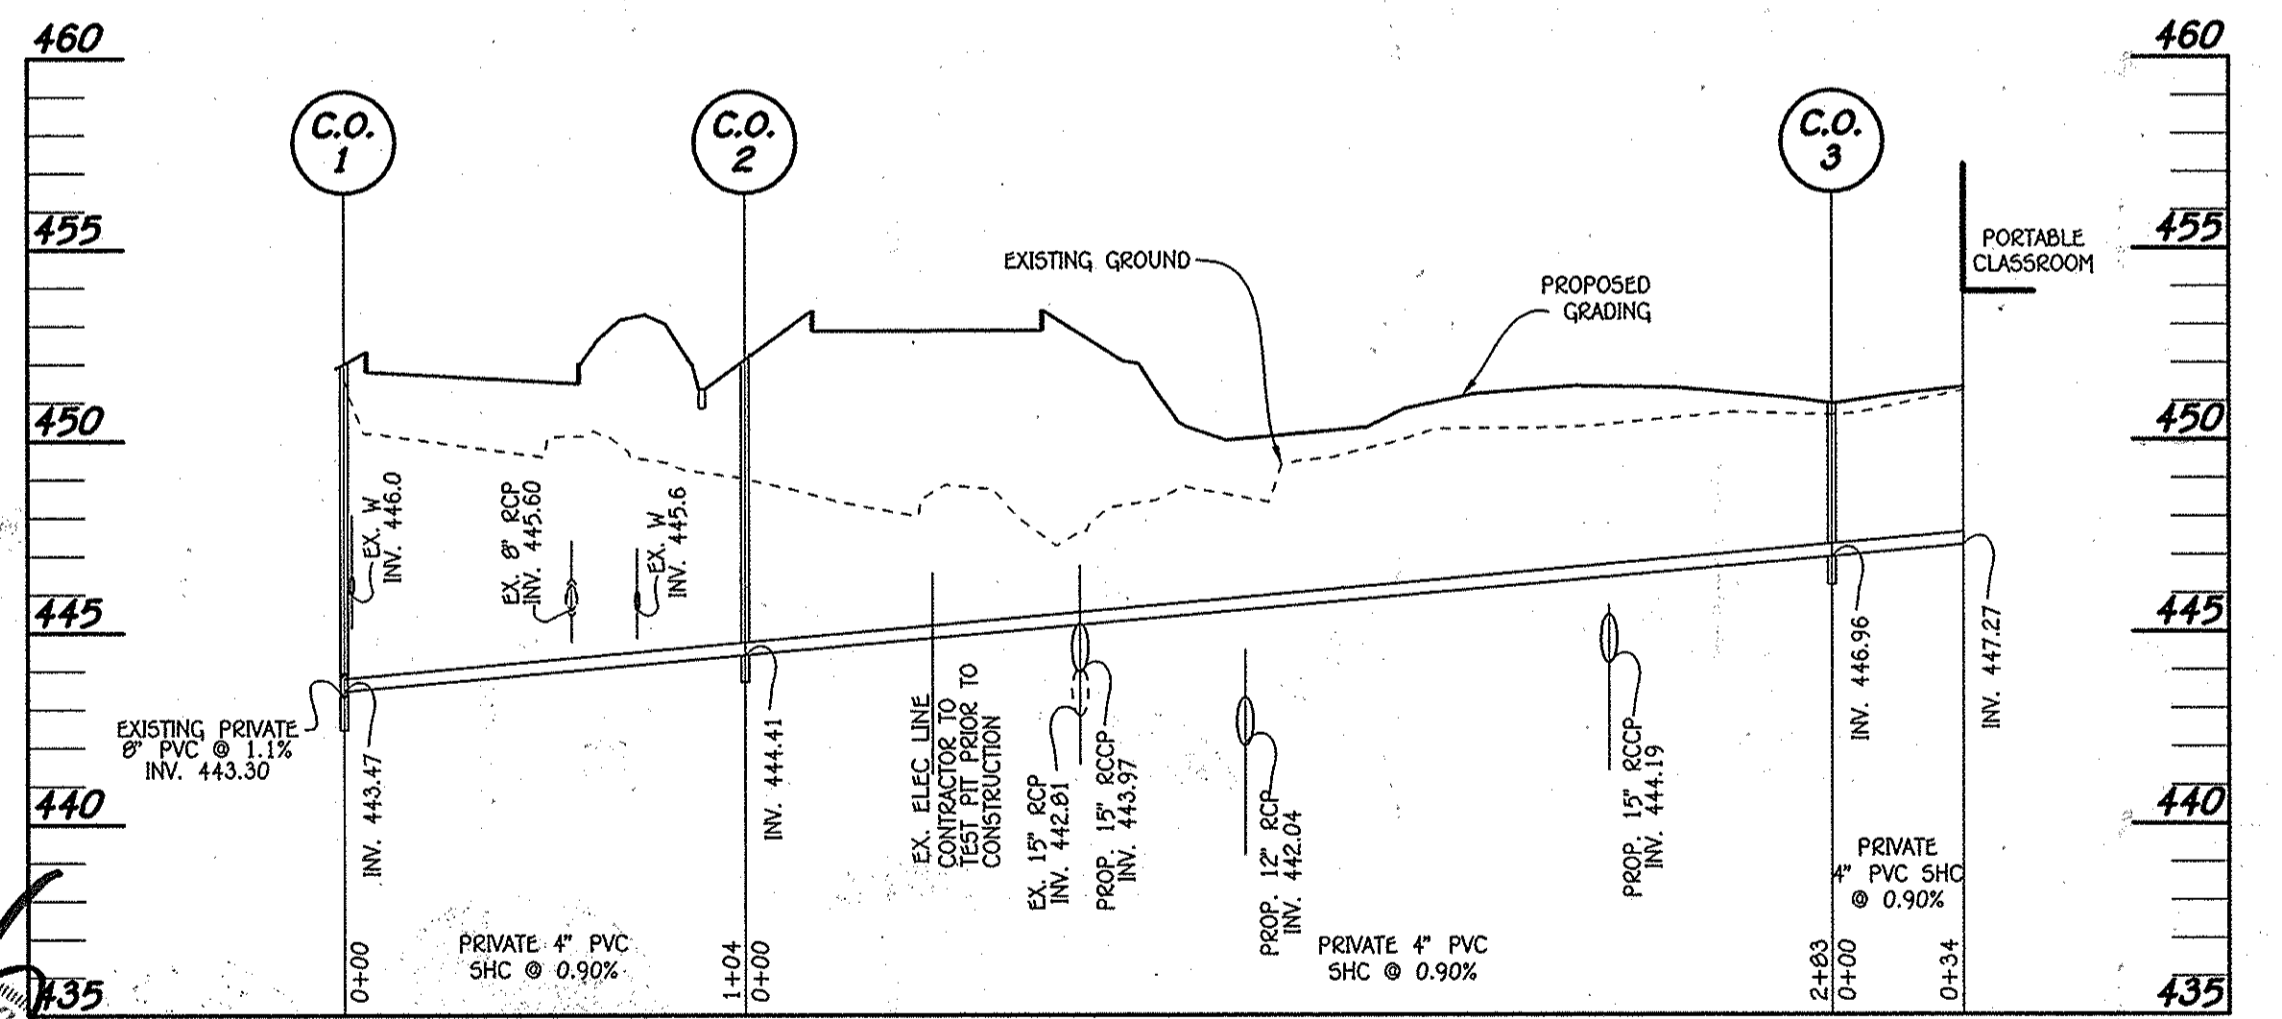 460
460
C.O.
1
C.O.
2
C.O.
3
455
455
EXISTING GROUND
PROPOSED
GRADING
PORTABLE
CLASSROOM
450
450
EX. W
INV. 446.0
EX. 8" RCP
INV. 445.60
EX. W
INV. 445.6
445
445
EXISTING PRIVATE
8" PVC @ 1.1%
INV. 443.30
INV. 443.47
INV. 444.41
EX. ELEC LINE
CONTRACTOR TO
TEST PIT PRIOR TO
CONSTRUCTION
EX. 15" RCP
INV. 442.81
PROP. 15" RCCP
INV. 443.97
PROP. 12" RCP
INV. 442.04
PROP. 15" RCCP
INV. 444.19
INV. 446.96
INV. 447.27
440
440
PRIVATE
4" PVC SHC
@ 0.90%
PRIVATE 4" PVC
SHC @ 0.90%
PRIVATE 4" PVC
SHC @ 0.90%
0+00
1+04
0+00
2+83
0+00
0+34
435
435